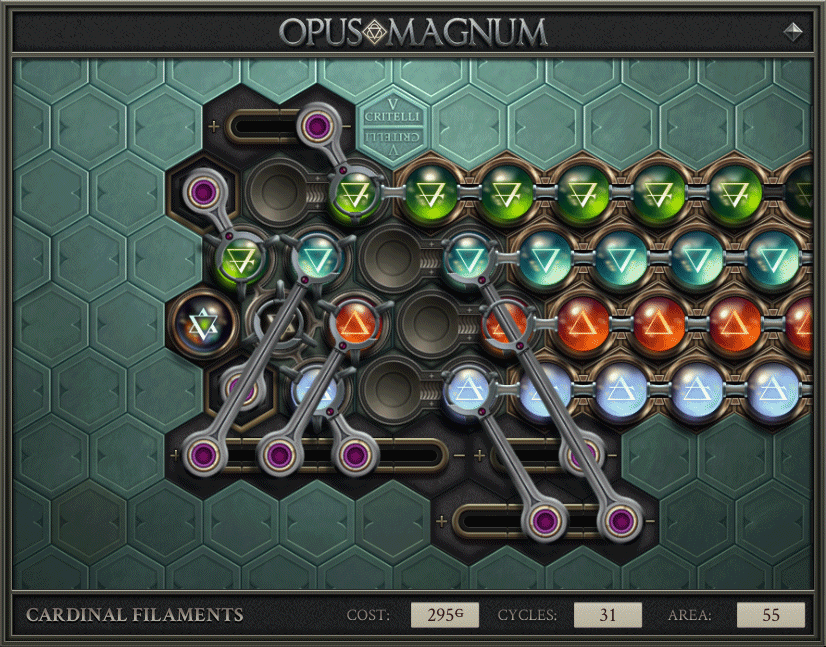 OPUS MAGNUM
CRITELLI
CRITELLI
CARDINAL FILAMENTS COST: 295G CYCLES: 31 AREA: 55